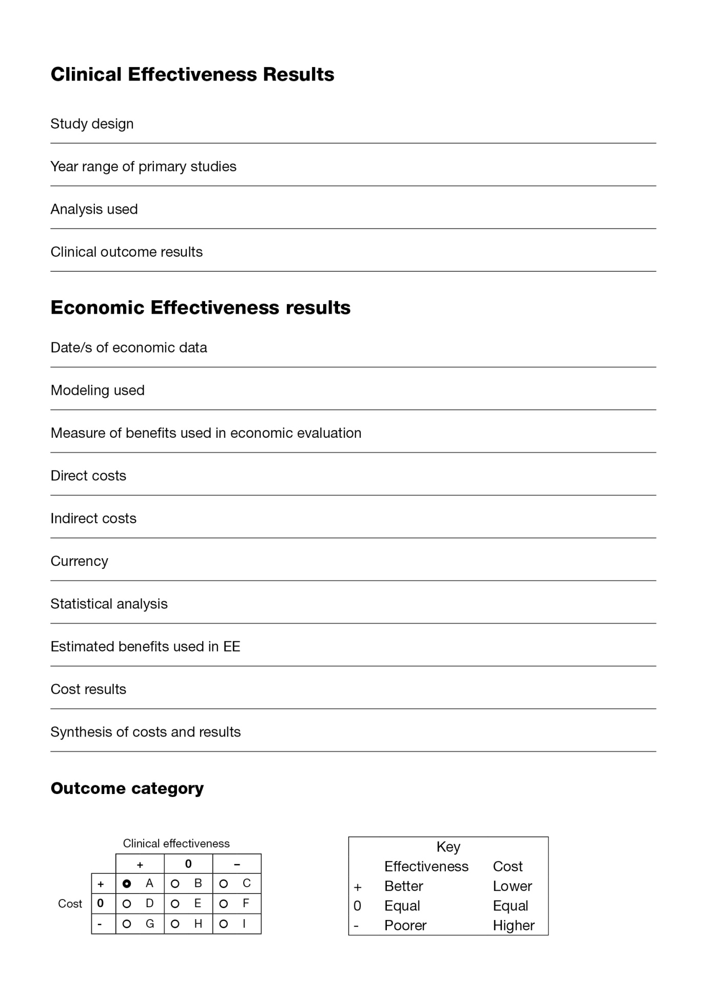 Clinical Effectiveness Results
Study design
Year range of primary studies
Analysis used
Clinical outcome results
Economic Effectiveness results
Date/s of economic data
Modeling used
Measure of benefits used in economic evaluation
Direct costs
Indirect costs
Currency
Statistical analysis
Estimated benefits used in EE
Cost results
Synthesis of costs and results
Outcome category
Clinical effectiveness
+ 0 –
+ A B C
Cost 0 D E F
- G H I
Key
Effectiveness Cost
+ Better Lower
0 Equal Equal
- Poorer Higher